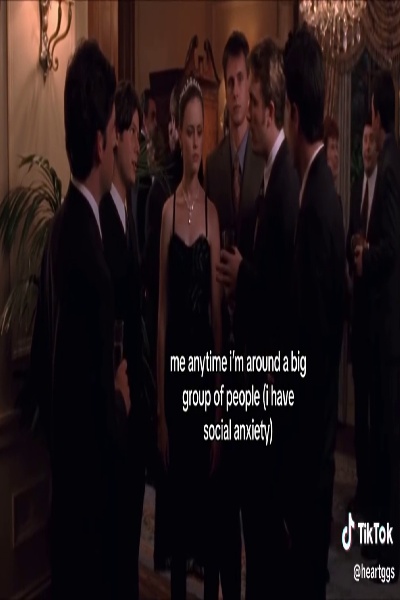 me anytime i'm around a big
group of people (i have
social anxiety)
TikTok
@heartggs